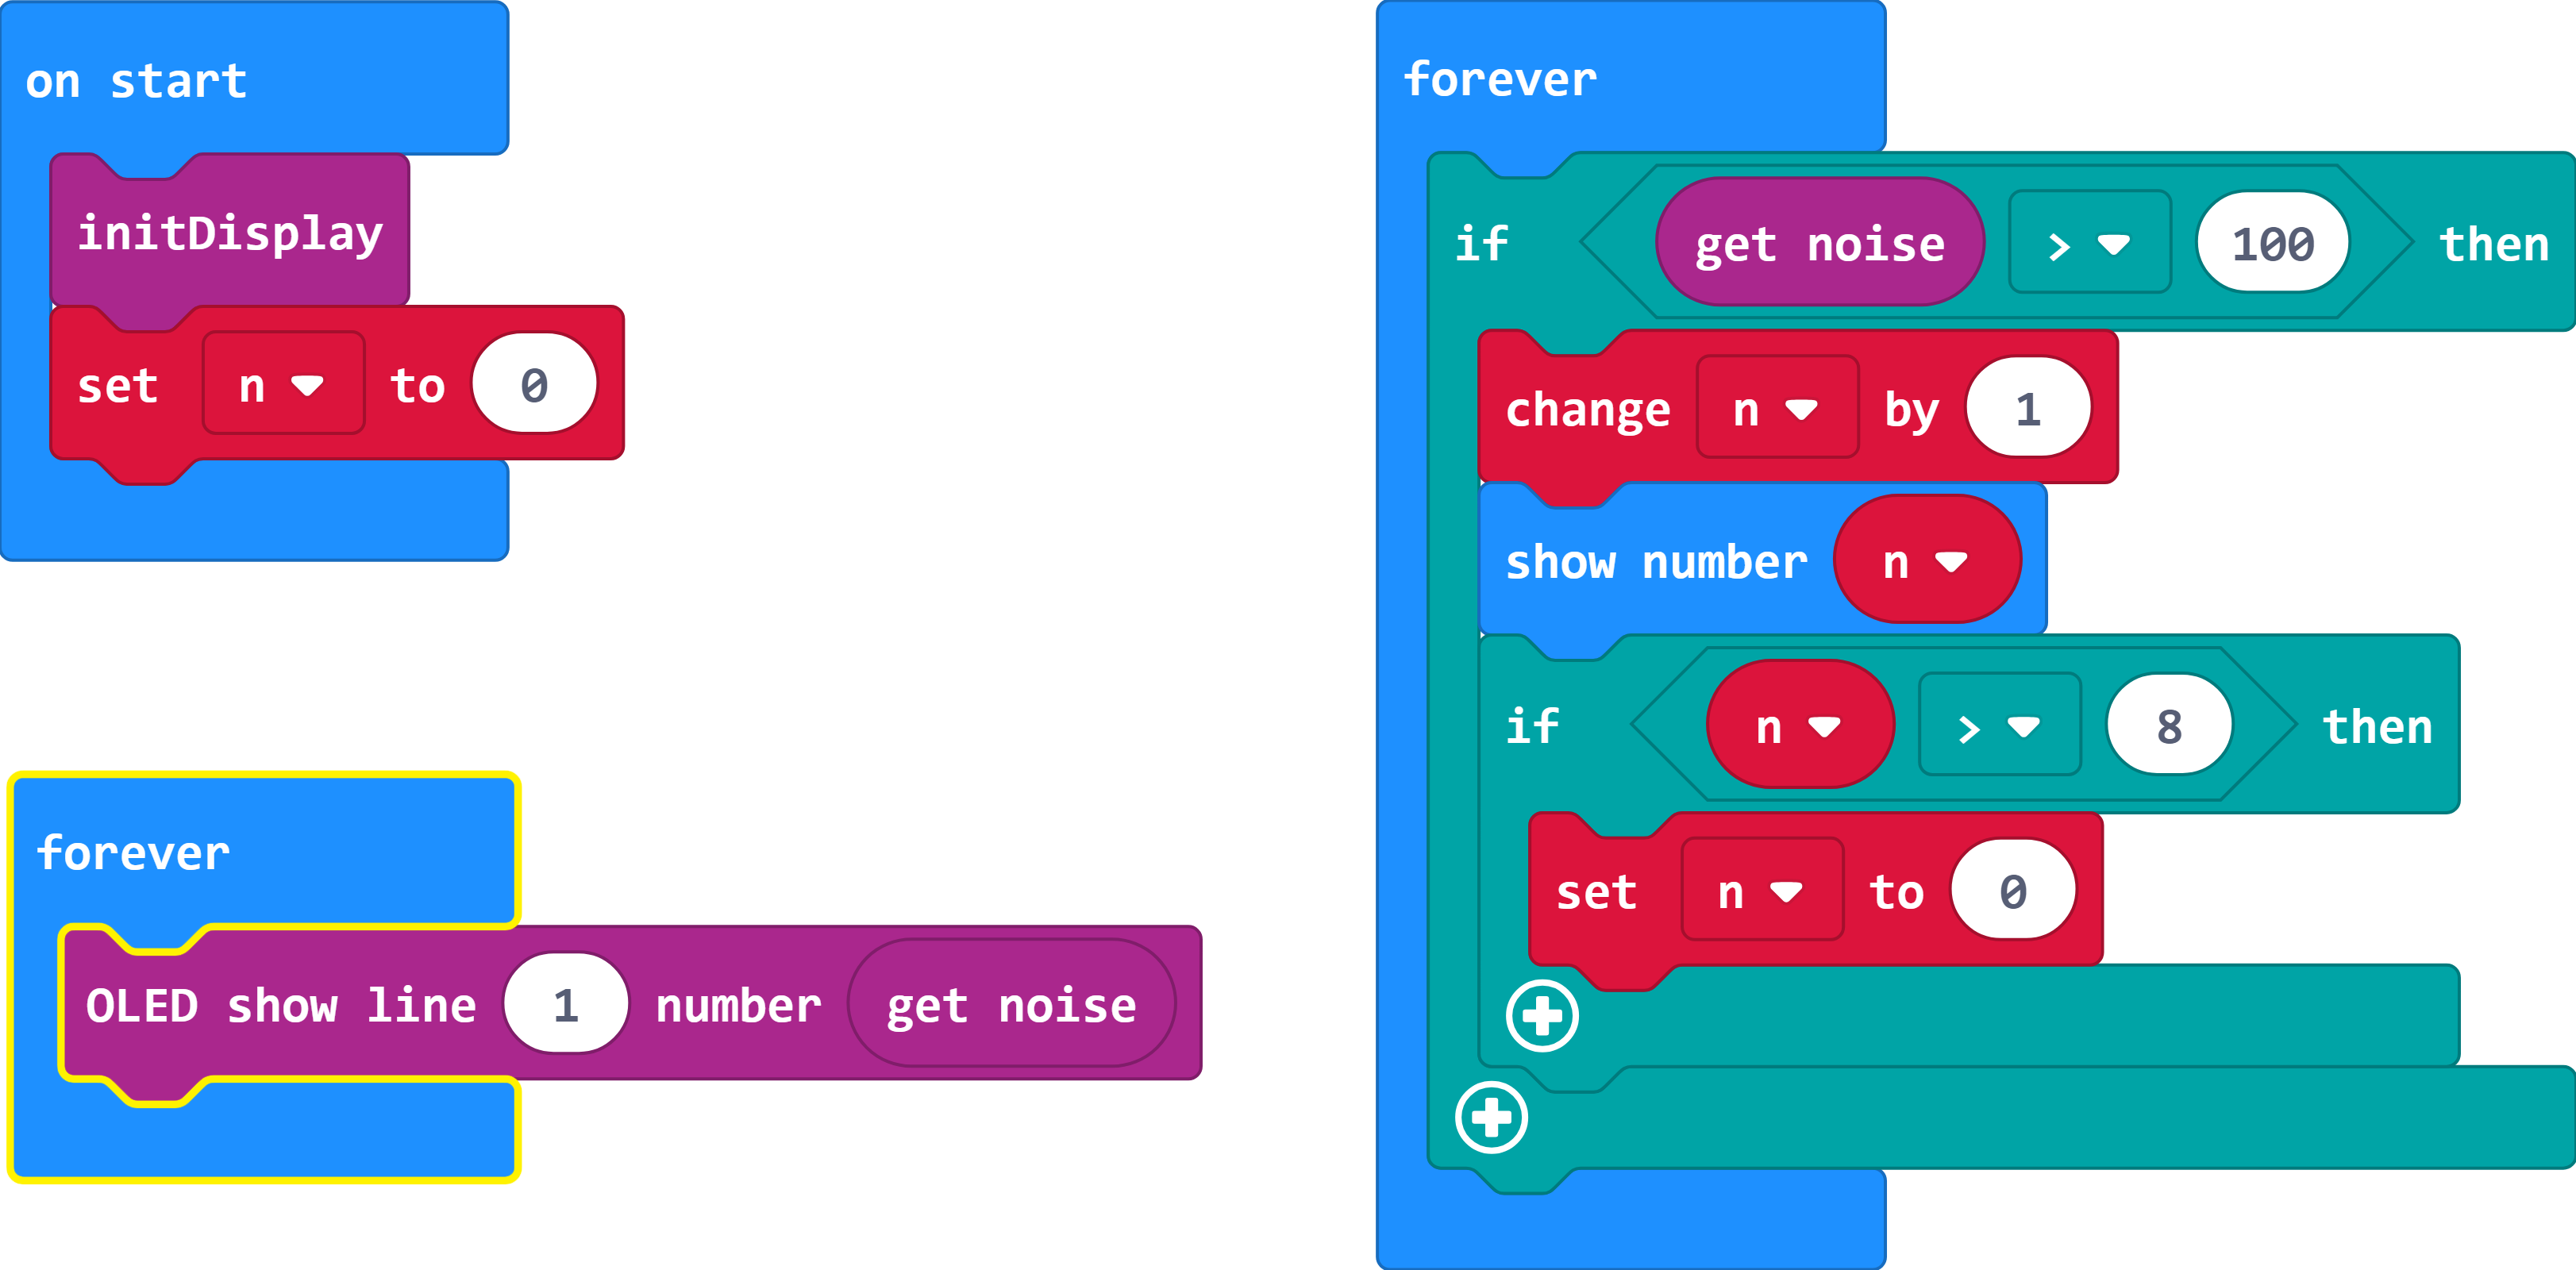 on start
initDisplay
set n to 0
forever
OLED show line 1 number get noise
forever
if get noise > 100 then
change n by 1
show number n
if n > 8 then
set n to 0